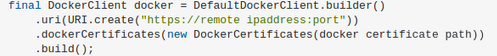 final DockerClient docker = DefaultDockerClient.builder()
.uri(URI.create("https://remote ipaddress:port"))
.dockerCertificates(new DockerCertificates(docker certificate path))
.build();